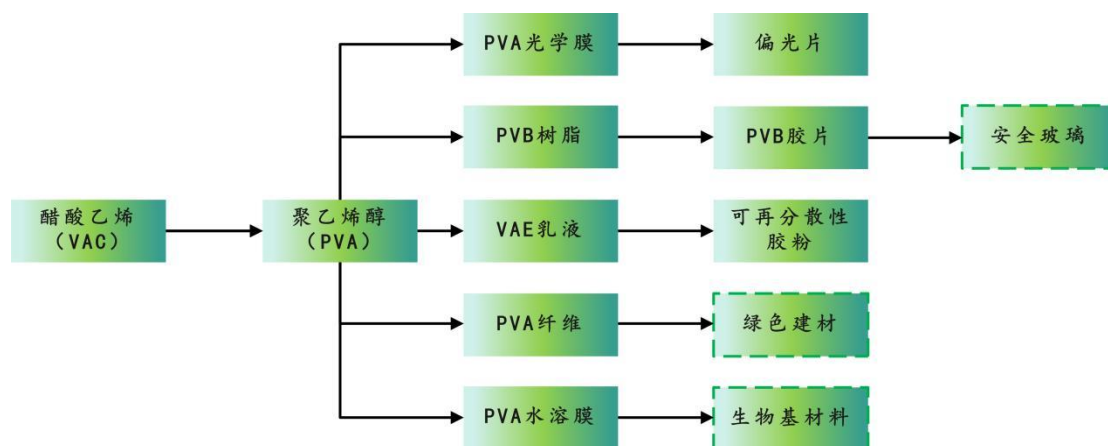 PVA光学膜
偏光片
PVB树脂
PVB胶片
安全玻璃
醋酸乙烯
（VAC）
聚乙烯醇
（PVA）
VAE乳液
可再分散性
胶粉
PVA纤维
绿色建材
PVA水溶膜
生物基材料